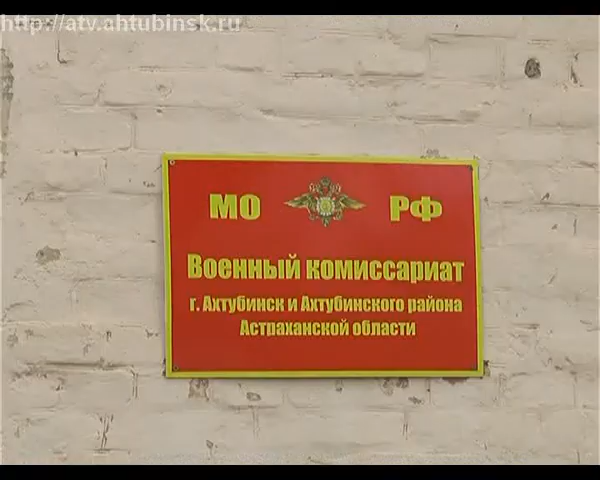 http://atv.ahtubinsk.ru
МО РФ
Военный комиссариат
г. Ахтубинск и Ахтубинского района
Астраханской области